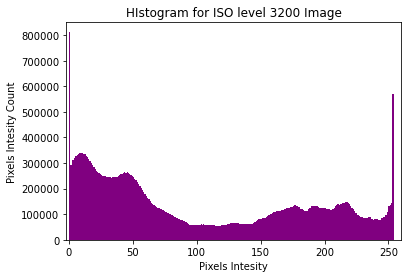 HIstogram for ISO level 3200 Image
Pixels Intesity Count
800000
700000
600000
500000
400000
300000
200000
100000
0
0 50 100 150 200 250
Pixels Intesity